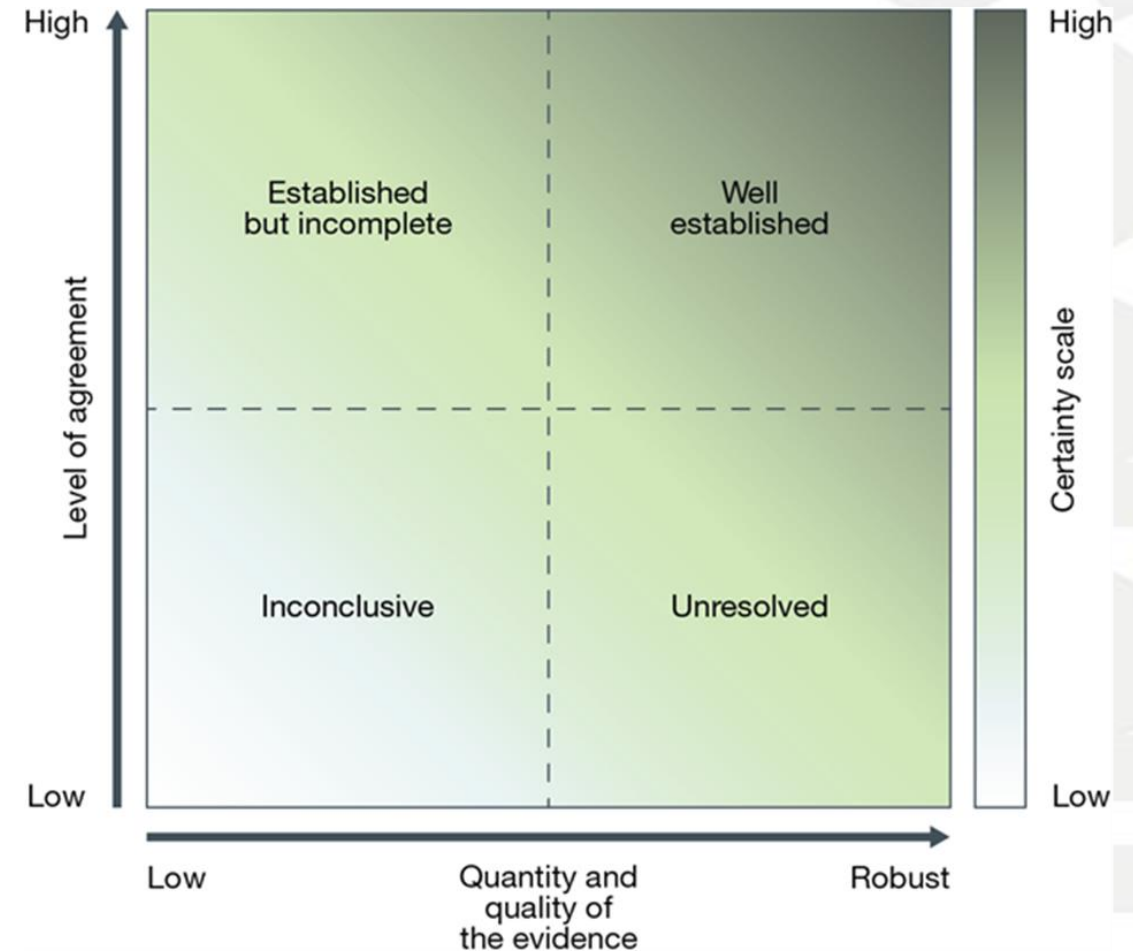 High
High
Established
but incomplete
Well
established
Level of agreement
Certainty scale
Inconclusive
Unresolved
Low
Low
Low
Quantity and
quality of
the evidence
Robust